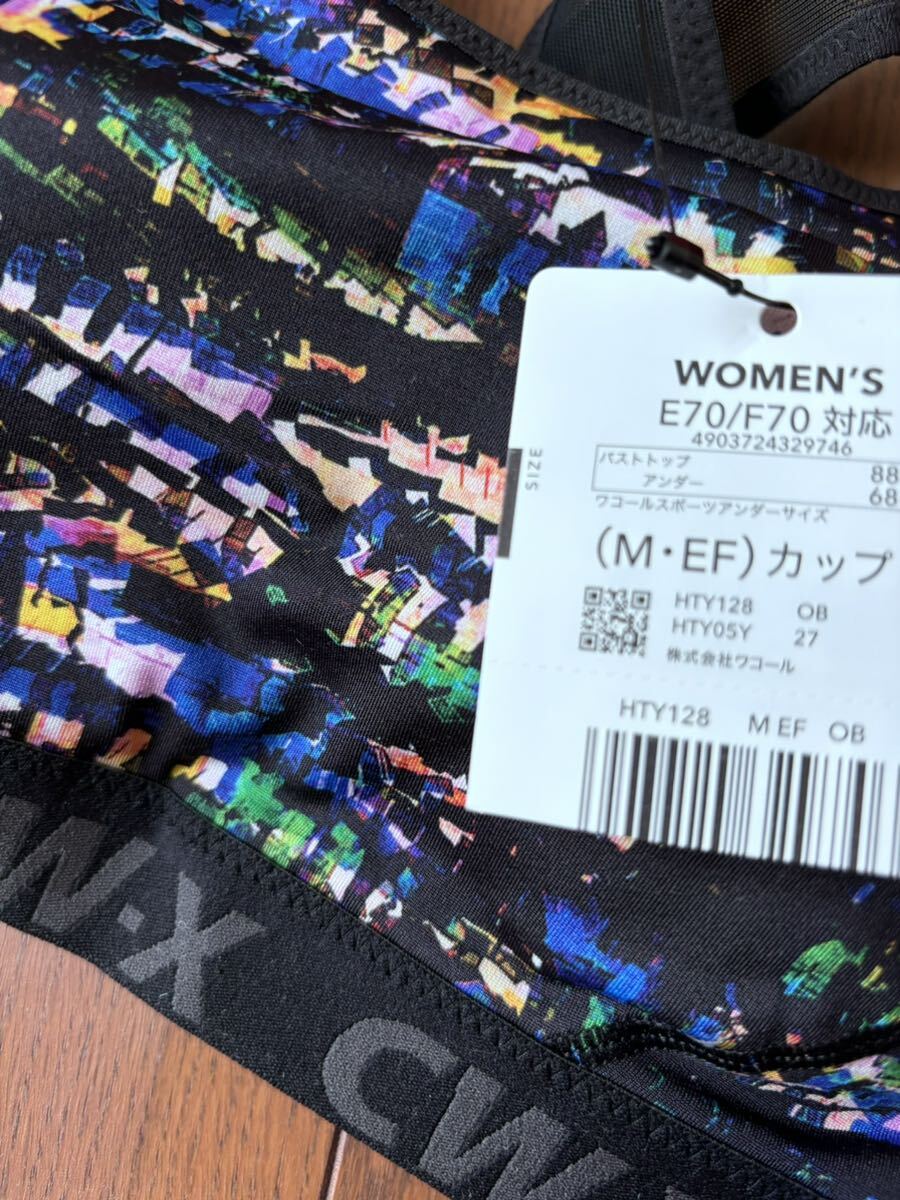 WOMEN'S
E70/F70 対応
4903724329746
SIZE
バストトップ 88
アンダー 68
ワコールスポーツアンダーサイズ
(M・EF)カップ
HTY128 OB
HTY05Y 27
株式会社ワコール
HTY128 M EF OB
W·X CW